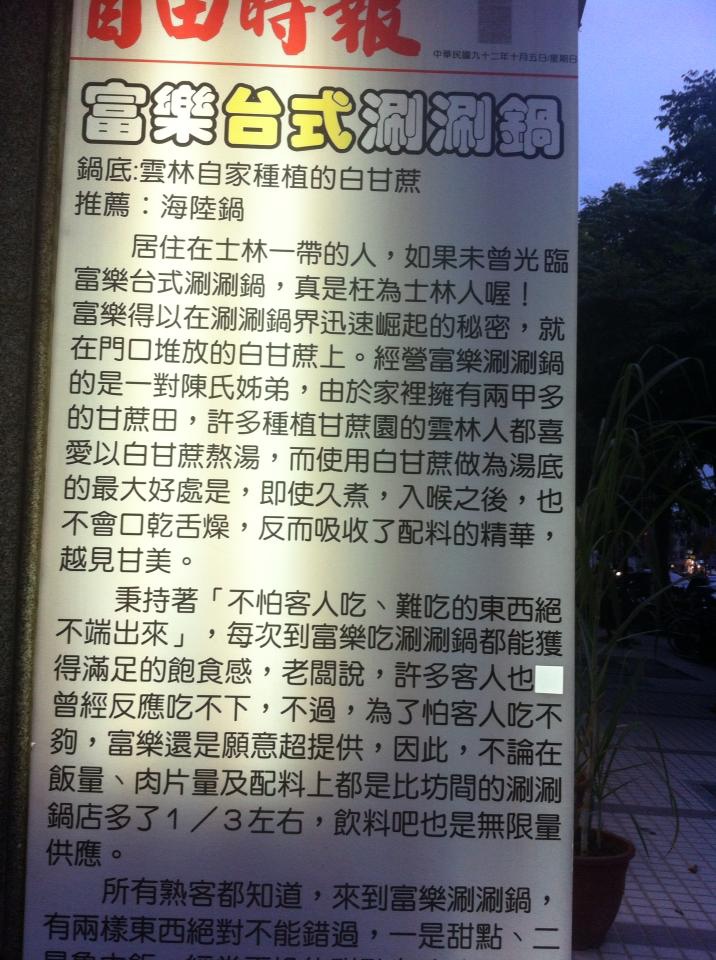 自由時報
中華民國九十二年十月五日/星期日
富樂台式涮涮鍋
鍋底:雲林自家種植的白甘蔗
推薦：海陸鍋
居住在士林一帶的人，如果未曾光臨
富樂台式涮涮鍋，真是枉為士林人喔！
富樂得以在涮涮鍋界迅速崛起的秘密，就
在門口堆放的白甘蔗上。經營富樂涮涮鍋
的是一對陳氏姊弟，由於家裡擁有兩甲多
的甘蔗田，許多種植甘蔗園的雲林人都喜
愛以白甘蔗熬湯，而使用白甘蔗做為湯底
的最大好處是，即使久煮，入喉之後，也
不會口乾舌燥，反而吸收了配料的精華，
越見甘美。
秉持著「不怕客人吃、難吃的東西絕
不端出來」，每次到富樂吃涮涮鍋都能獲
得滿足的飽食感，老闆說，許多客人也
曾經反應吃不下，不過，為了怕客人吃不
夠，富樂還是願意超提供，因此，不論在
飯量、肉片量及配料上都是比坊間的涮涮
鍋店多了１／３左右，飲料吧也是無限量
供應。
所有熟客都知道，來到富樂涮涮鍋，
有兩樣東西絕對不能錯過，一是甜點、二